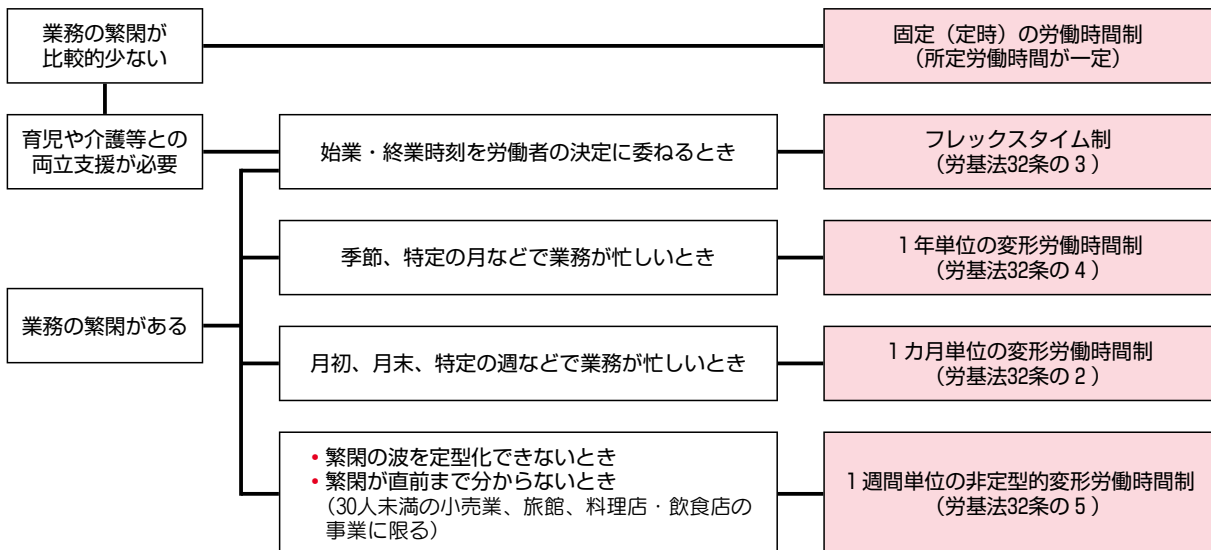 業務の繁閑が
比較的少ない
固定（定時）の労働時間制
（所定労働時間が一定）
育児や介護等との
両立支援が必要
始業・終業時刻を労働者の決定に委ねるとき
フレックスタイム制
（労基法32条の３）
季節、特定の月などで業務が忙しいとき
１年単位の変形労働時間制
（労基法32条の４）
業務の繁閑がある
月初、月末、特定の週などで業務が忙しいとき
１カ月単位の変形労働時間制
（労基法32条の２）
・繁閑の波を定型化できないとき
・繁閑が直前まで分からないとき
（30人未満の小売業、旅館、料理店・飲食店の
事業に限る）
１週間単位の非定型的変形労働時間制
（労基法32条の５）